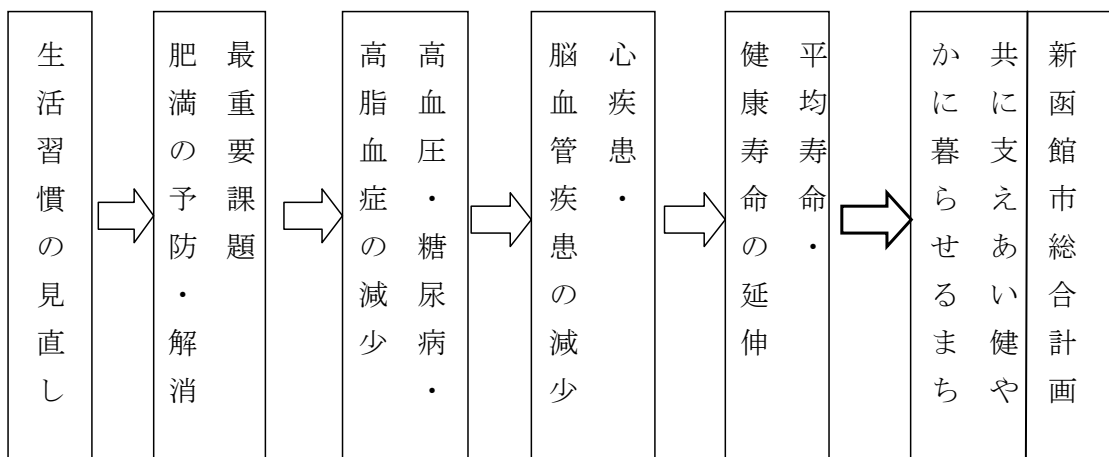 生活習慣の見直し
最重要課題
肥満の予防・解消
高血圧・糖尿病・
高脂血症の減少
心疾患・
脳血管疾患の減少
平均寿命・
健康寿命の延伸
新函館市総合計画
共に支えあい健や
かに暮らせるまち